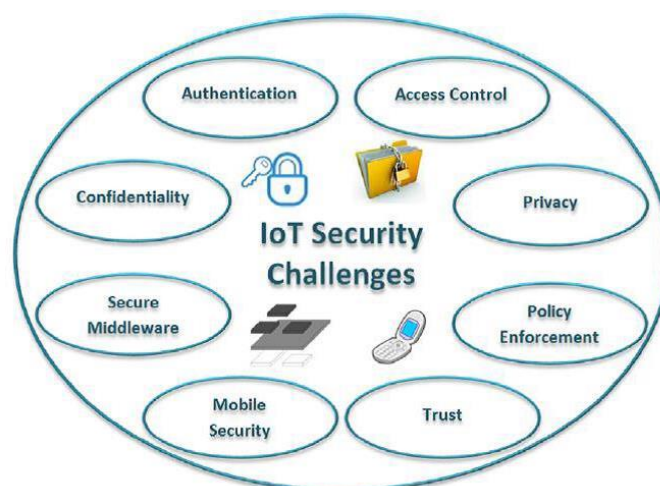 Authentication
Access Control
Confidentiality
Privacy
IoT Security
Challenges
Secure
Middleware
Policy
Enforcement
Mobile
Security
Trust